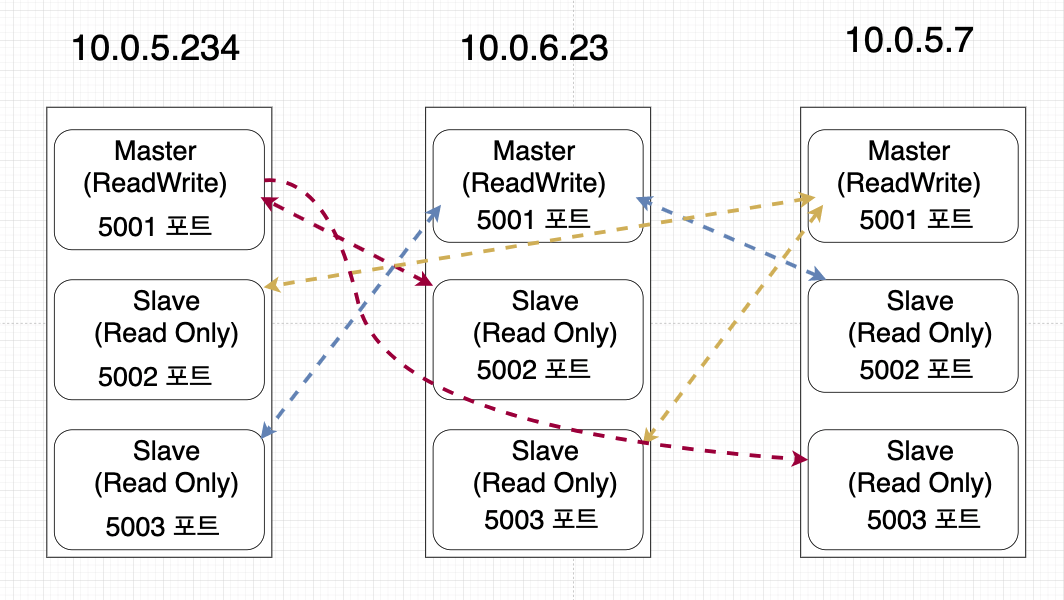 10.0.5.234
Master
(ReadWrite)
5001 포트
Slave
(Read Only)
5002 포트
Slave
(Read Only)
5003 포트
10.0.6.23
Master
(ReadWrite)
5001 포트
Slave
(Read Only)
5002 포트
Slave
(Read Only)
5003 포트
10.0.5.7
Master
(ReadWrite)
5001 포트
Slave
(Read Only)
5002 포트
Slave
(Read Only)
5003 포트